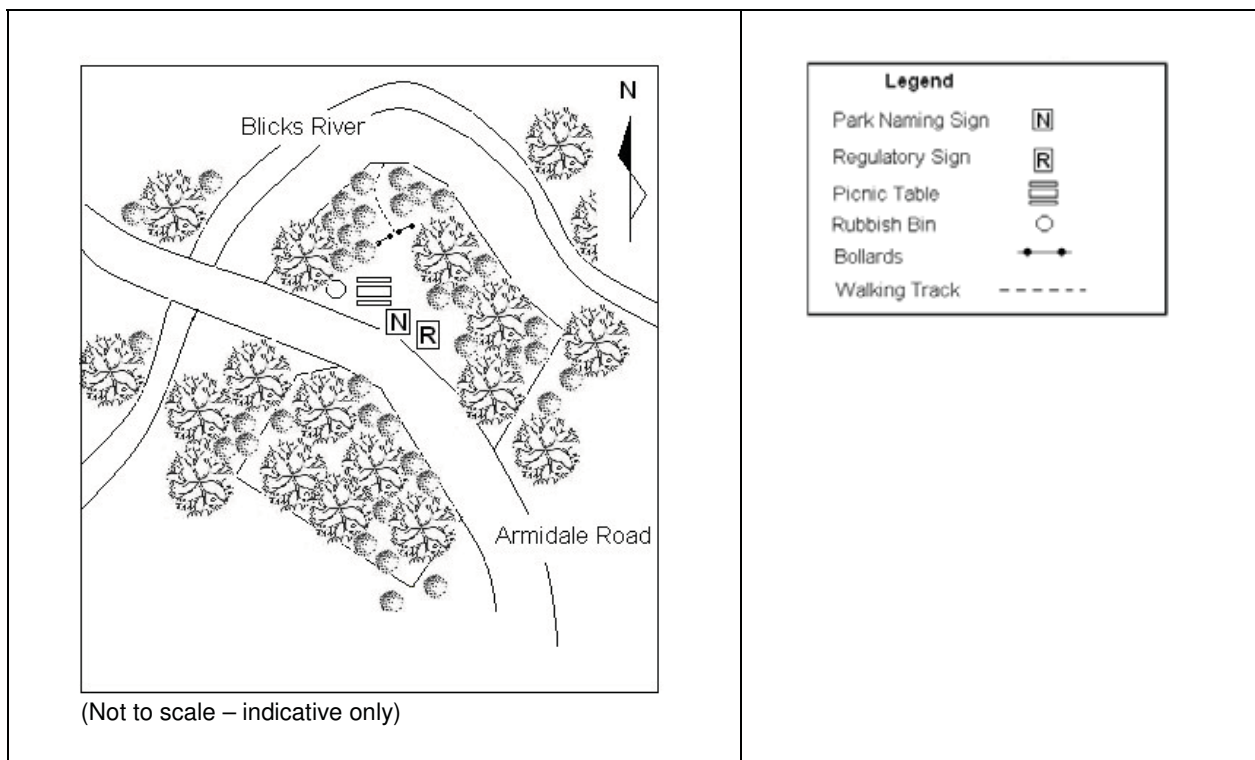 N
Blicks River
N
R
Armidale Road
(Not to scale – indicative only)
Legend
Park Naming Sign N
Regulatory Sign R
Picnic Table
Rubbish Bin
Bollards
Walking Track